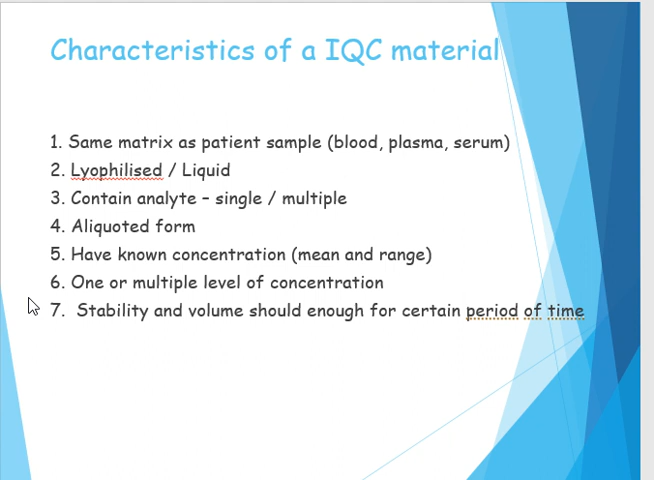 Characteristics of a IQC material
1. Same matrix as patient sample (blood, plasma, serum)
2. Lyophilised / Liquid
3. Contain analyte – single / multiple
4. Aliquoted form
5. Have known concentration (mean and range)
6. One or multiple level of concentration
7. Stability and volume should enough for certain period of time